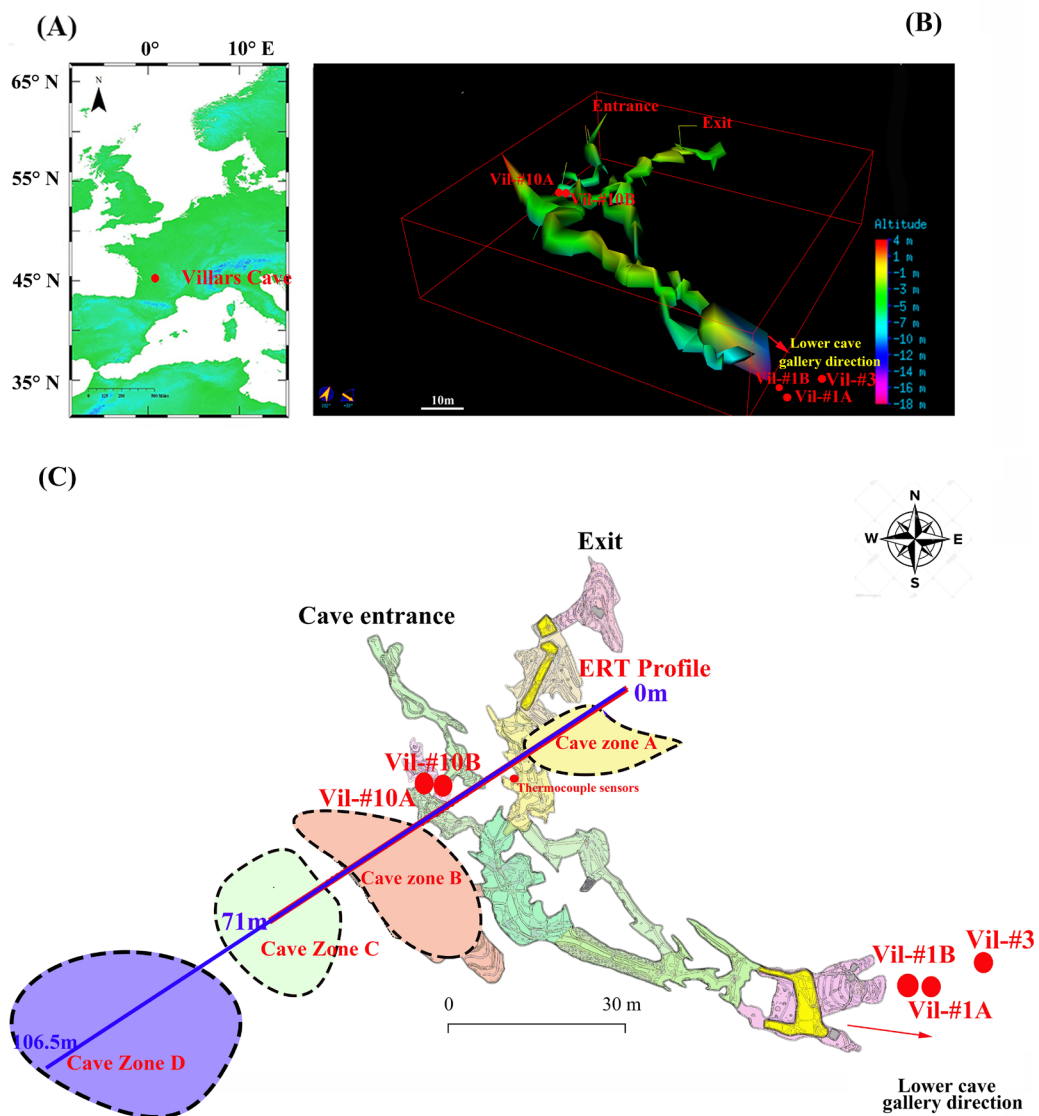 (A)
0°
10° E
65° N
55° N
45 N
35 N
N
Villars Cave
(B)
Entrance
Exit
Vil-#10A
Vil-#10B
Altitude
4 m
2 m
-1 m
-3 m
-5 m
-7 m
-10 m
-12 m
-14 m
-16 m
-18 m
Lower cave
gallery direction
Vil-#1B
Vil-#3
Vil-#1A
10m
(C)
N
W
E
S
Exit
Cave entrance
ERT Profile
0m
Cave zone A
Vil-#10B
Thermocouple sensors
Vil-#10A
Cave zone B
71m
Cave Zone C
Vil-#3
Vil-#1B
Vil-#1A
0
30 m
106.5m
Cave Zone D
Lower cave
gallery direction